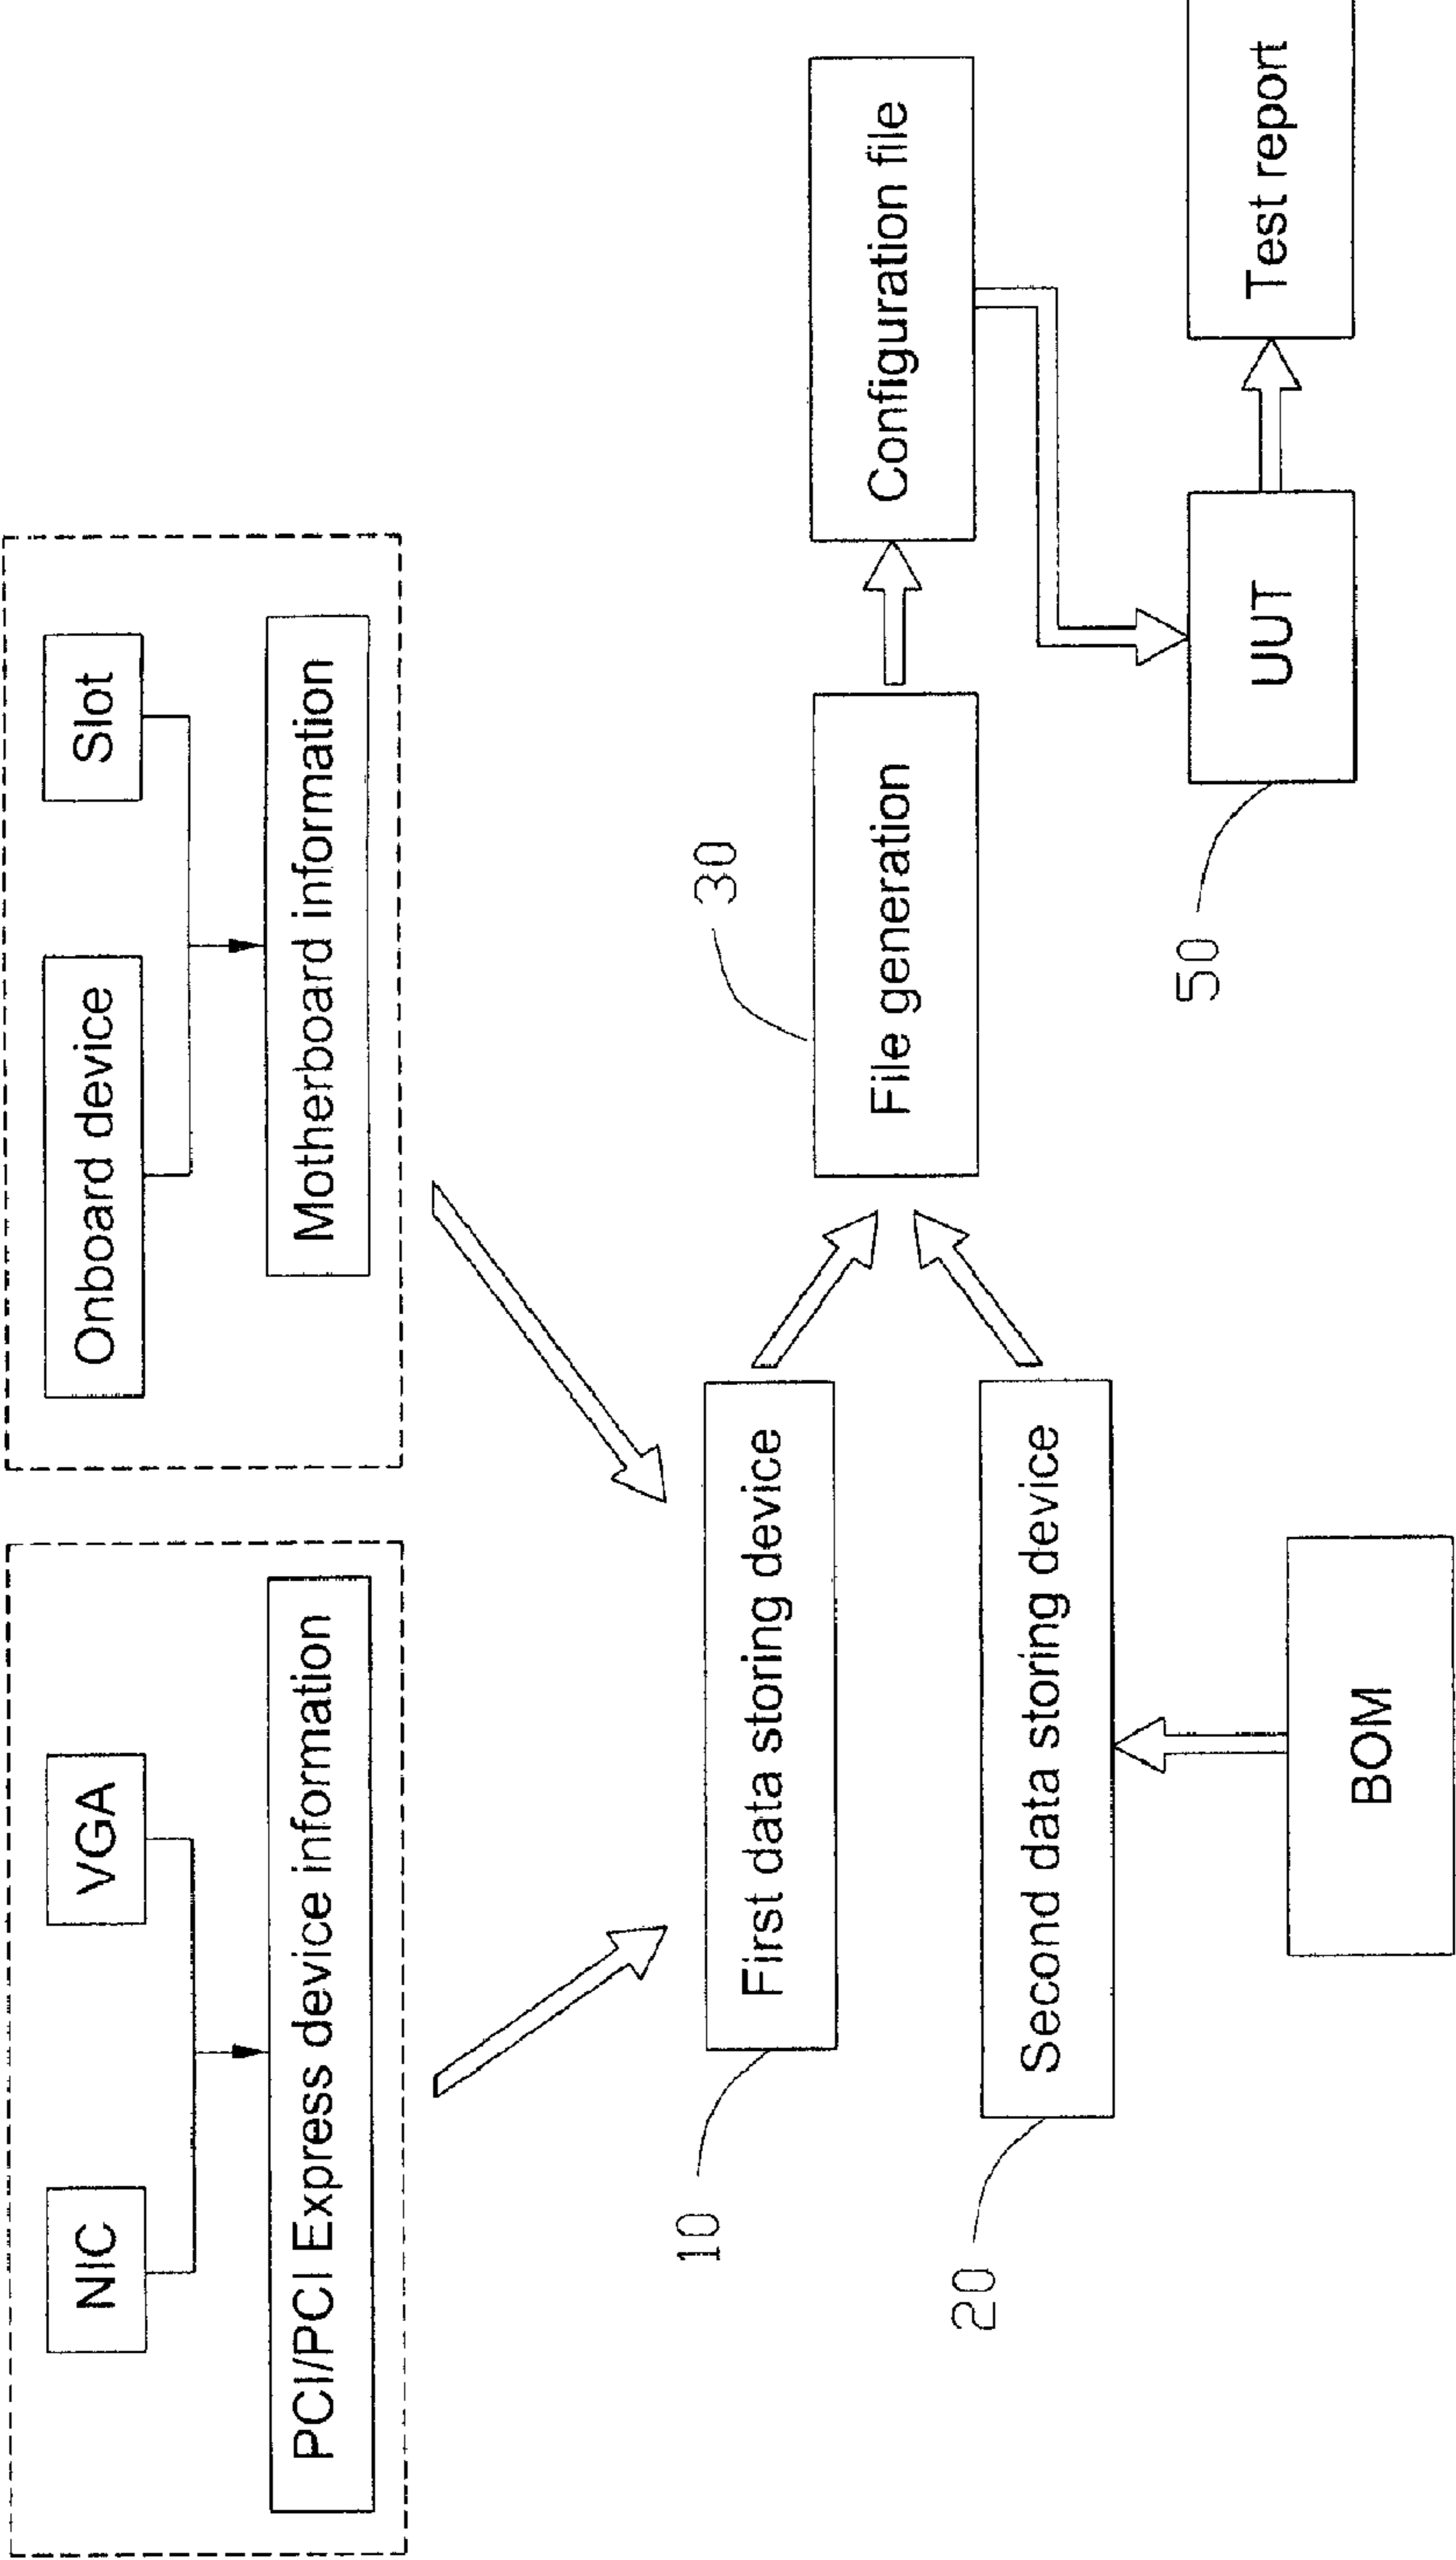 NIC
VGA
PCI/PCI Express device information
Onboard device
Slot
Motherboard information
10
First data storing device
20
Second data storing device
BOM
30
File generation
Configuration file
50
UUT
Test report